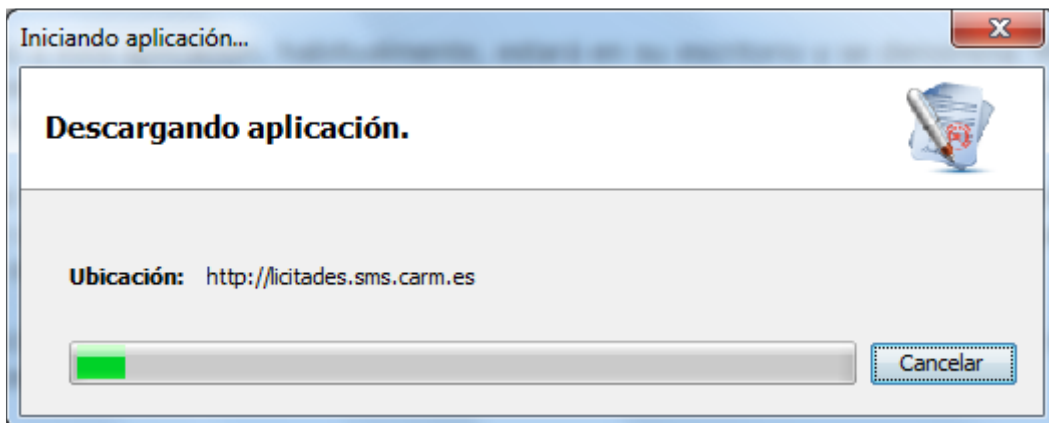 Iniciando aplicación...
Descargando aplicación.
Ubicación: http://licitades.sms.carm.es
Cancelar